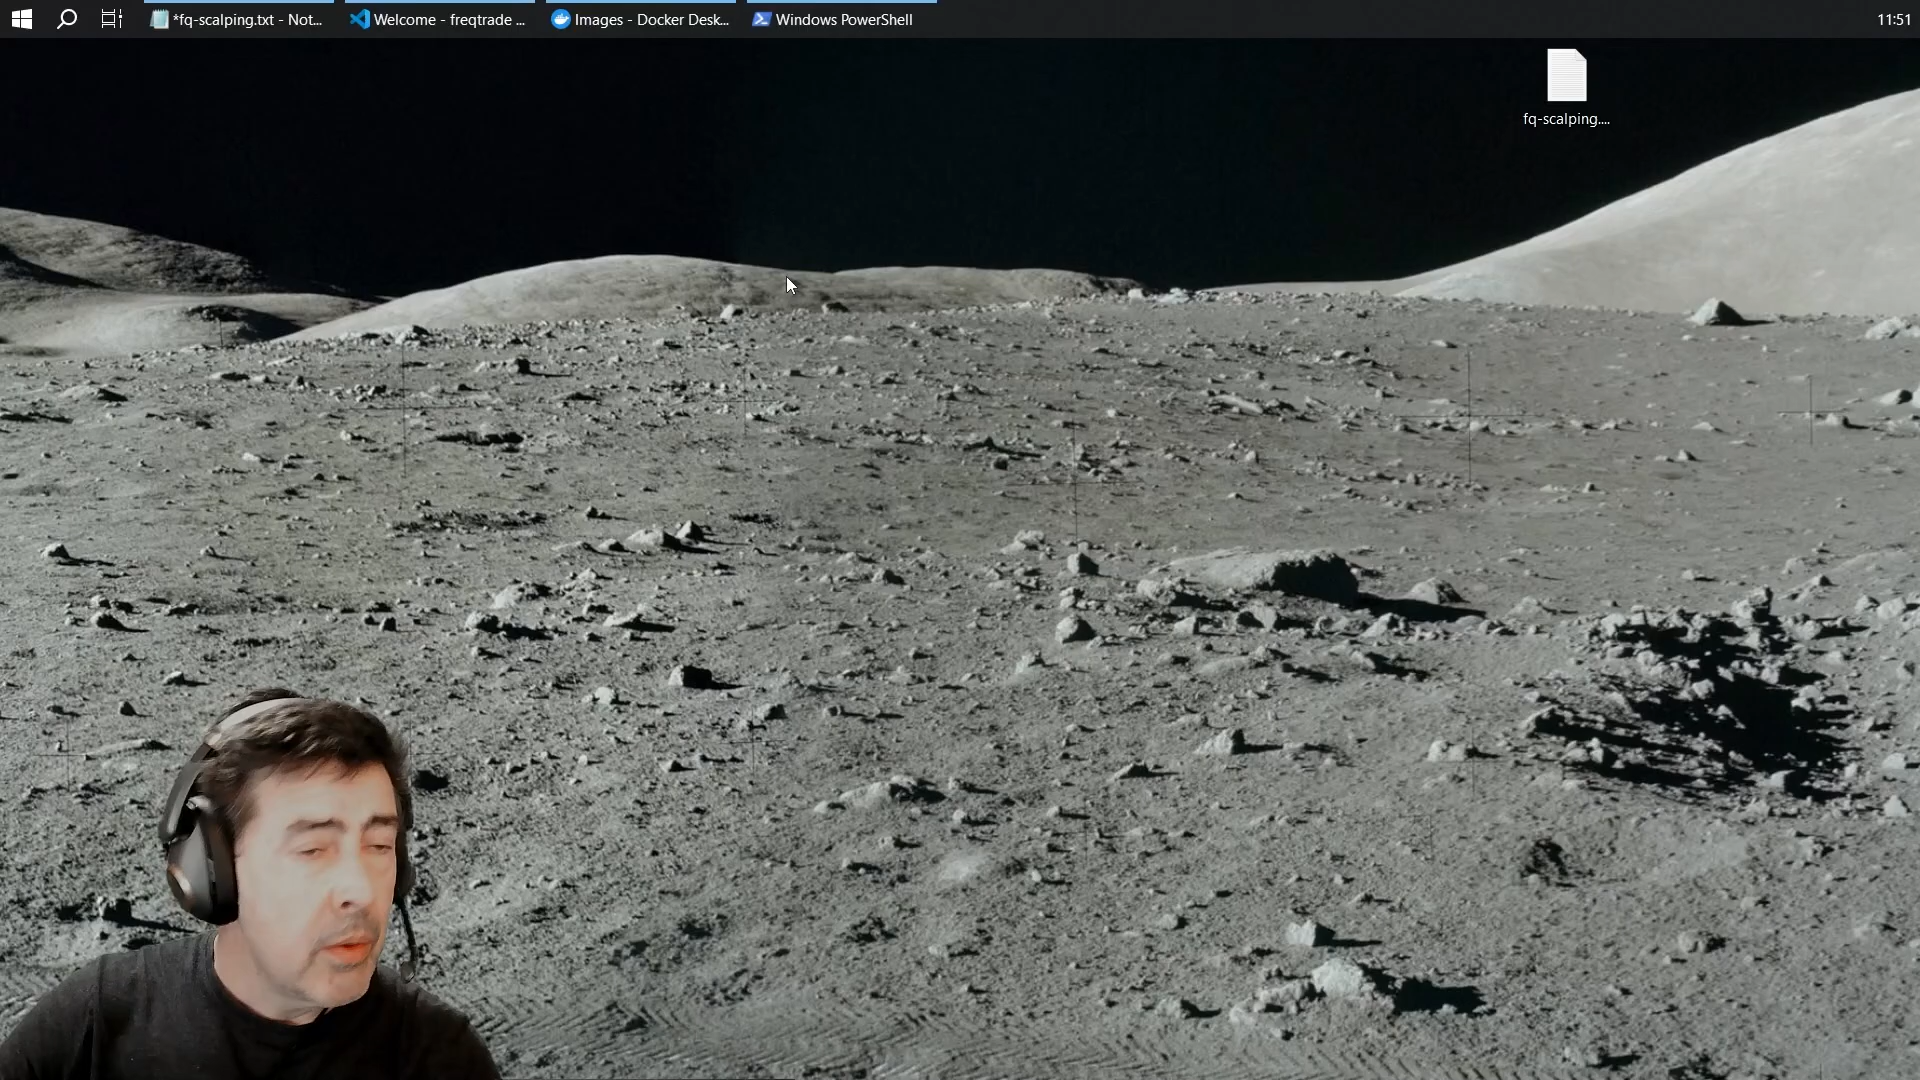 *fq-scalping.txt - Not...
Welcome - freqtrade ...
Images - Docker Desk...
Windows PowerShell
11:51
fq-scalping....